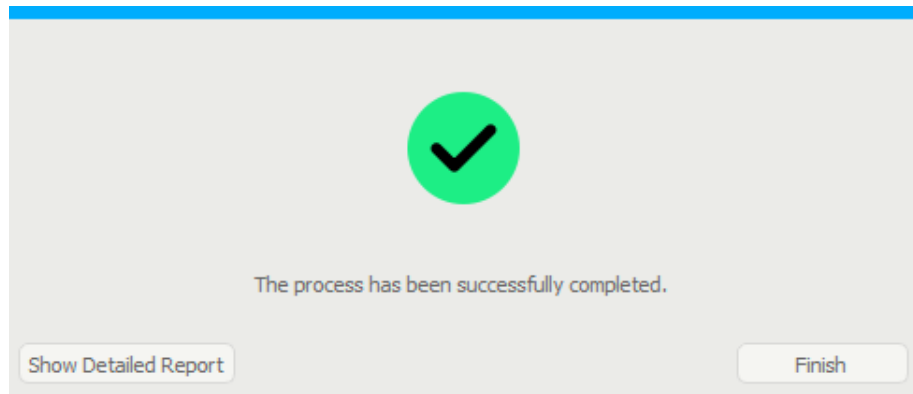 The process has been successfully completed.
Show Detailed Report
Finish